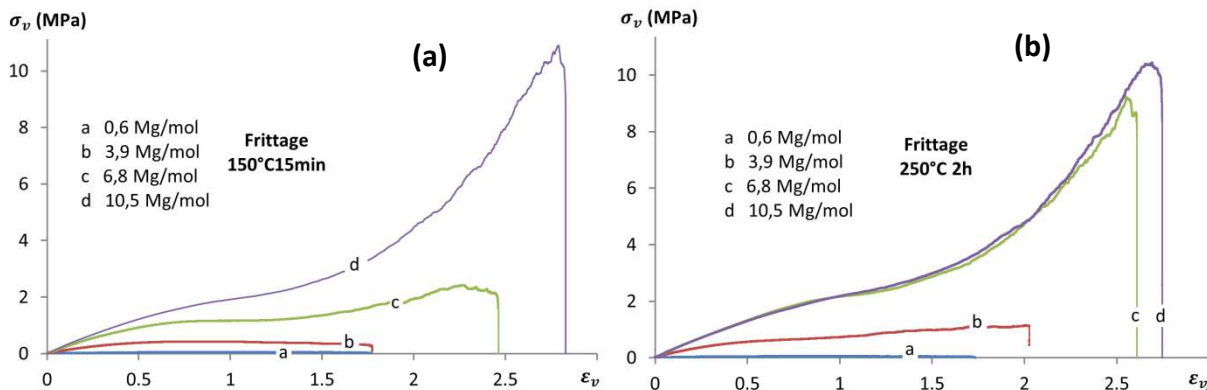 σᵥ (MPa)
(a)
10
8
6
4
2
0
a 0,6 Mg/mol
b 3,9 Mg/mol
c 6,8 Mg/mol
d 10,5 Mg/mol
Frittage
150°C15min
d
c
b
a
0 0.5 1 1.5 2 2.5 εᵥ
σᵥ (MPa)
(b)
10
8
6
4
2
0
a 0,6 Mg/mol
b 3,9 Mg/mol
c 6,8 Mg/mol
d 10,5 Mg/mol
Frittage
250°C 2h
b
a
c d
0 0.5 1 1.5 2 2.5 εᵥ